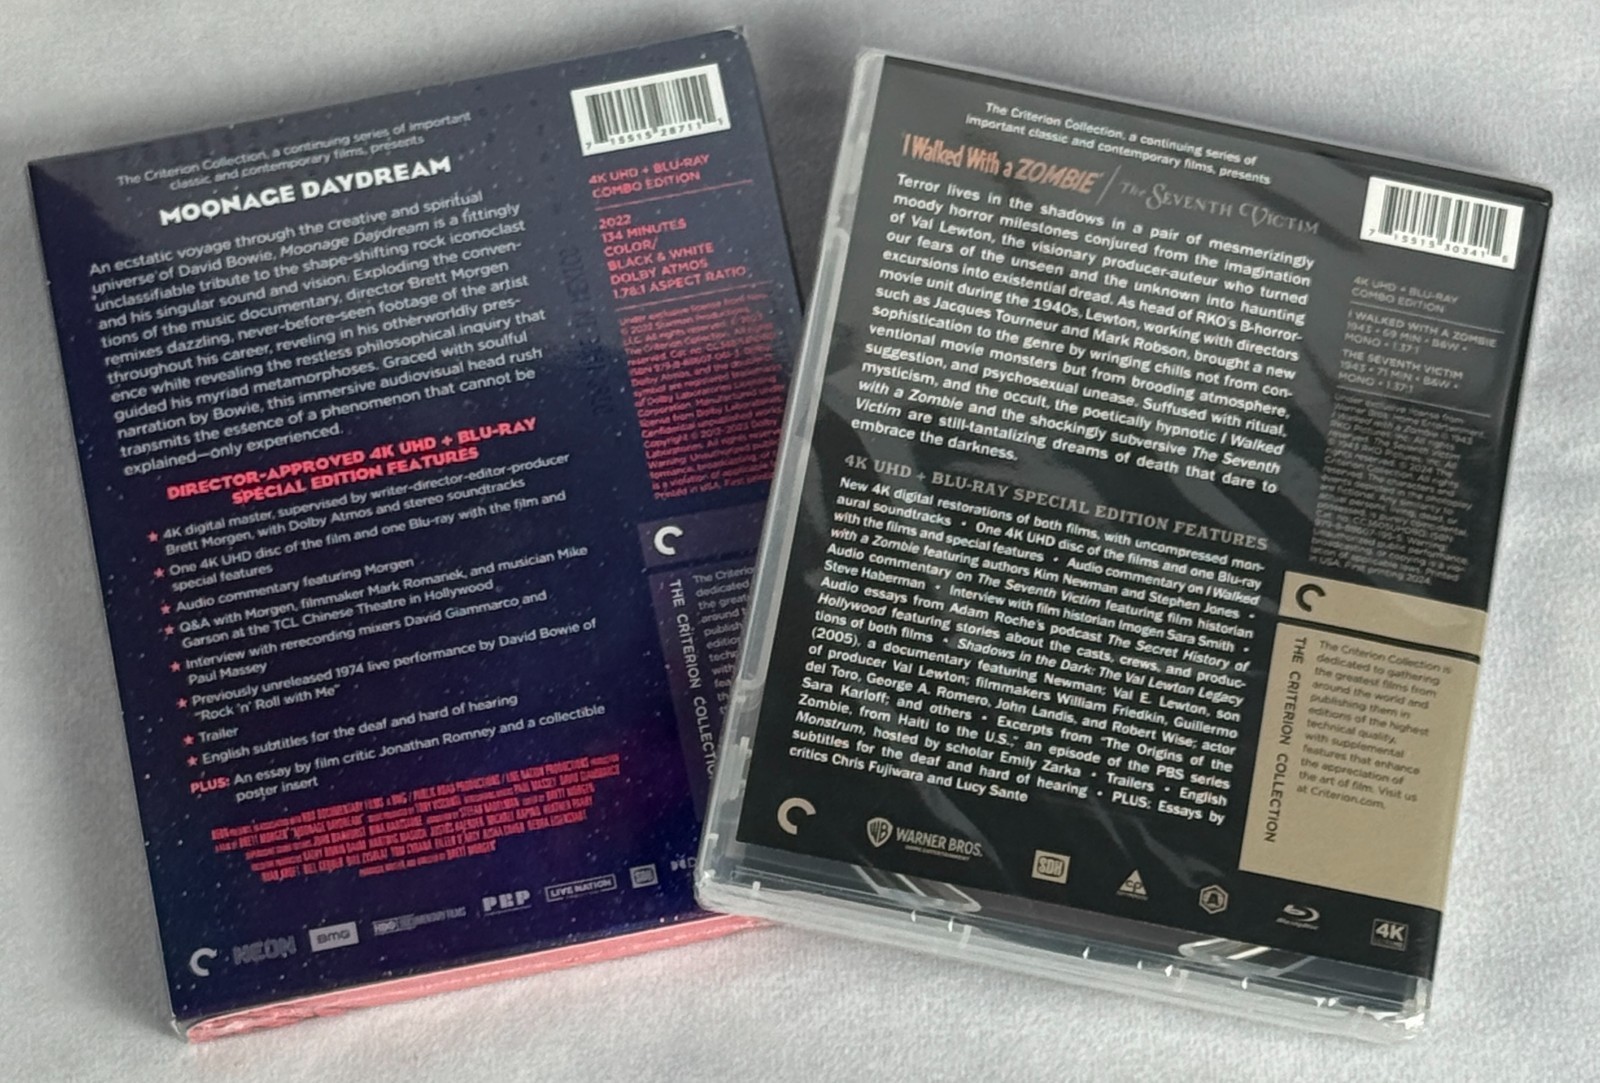 The Criterion Collection, a continuing series of important
classic and contemporary films, presents
MOONAGE DAYDREAM
An ecstatic voyage through the creative and spiritual
universe of David Bowie, Moonage Daydream is a fittingly
unclassifiable tribute to the shape-shifting rock iconoclast
and his singular sound and vision. Exploding the conven-
tions of the music documentary, director Brett Morgen
remixes dazzling, never-before-seen footage of the artist
throughout his career, reveling in his otherworldly pres-
ence while revealing the restless philosophical inquiry that
guided his myriad metamorphoses. Graced with soulful
narration by Bowie, this immersive audiovisual head rush
transmits the essence of a phenomenon that cannot be
explained—only experienced.
DIRECTOR-APPROVED 4K UHD + BLU-RAY
SPECIAL EDITION FEATURES
★ 4K digital master, supervised by writer-director-editor-producer
Brett Morgen, with Dolby Atmos and stereo soundtracks
★ One 4K UHD disc of the film and one Blu-ray with the film and
special features
★ Audio commentary featuring Morgen
★ Q&A with Morgen, filmmaker Mark Romanek, and musician Mike
Garson at the TCL Chinese Theatre in Hollywood
★ Interview with rerecording mixers David Giammarco and
Paul Massey
★ Previously unreleased 1974 live performance by David Bowie of
"Rock 'n' Roll with Me"
★ Trailer
★ English subtitles for the deaf and hard of hearing
PLUS: An essay by film critic Jonathan Romney and a collectible
poster insert
NEON
BMG
PRP
LIVE NATION
SDH
7 15515 28711 1
4K UHD + BLU-RAY
COMBO EDITION
2022
134 MINUTES
COLOR/
BLACK & WHITE
DOLBY ATMOS
1.78:1 ASPECT RATIO
THE CRITERION COLLECTION
The Criterion Collection, a continuing series of
important classic and contemporary films, presents
I Walked With a ZOMBIE / The SEVENTH VICTIM
Terror lives in the shadows in a pair of mesmerizingly
moody horror milestones conjured from the imagination
of Val Lewton, the visionary producer-auteur who turned
our fears of the unseen and the unknown into haunting
excursions into existential dread. As head of RKO's B-horror-
movie unit during the 1940s, Lewton, working with directors
such as Jacques Tourneur and Mark Robson, brought a new
sophistication to the genre by wringing chills not from con-
ventional movie monsters but from brooding atmosphere,
suggestion, and psychosexual unease. Suffused with ritual,
mysticism, and the occult, the poetically hypnotic I Walked
with a Zombie and the shockingly subversive The Seventh
Victim are still-tantalizing dreams of death that dare to
embrace the darkness.
4K UHD + BLU-RAY SPECIAL EDITION FEATURES
New 4K digital restorations of both films, with uncompressed mon-
aural soundtracks • One 4K UHD disc of the films and one Blu-ray
with the films and special features • Audio commentary on I Walked
with a Zombie featuring authors Kim Newman and Stephen Jones •
Audio commentary on The Seventh Victim featuring film historian
Steve Haberman • Interview with film historian Imogen Sara Smith •
Audio essays from Adam Roche's podcast The Secret History of
Hollywood featuring stories about the casts, crews, and produc-
tions of both films • Shadows in the Dark: The Val Lewton Legacy
(2005), a documentary featuring Newman; Val E. Lewton, son
of producer Val Lewton; filmmakers William Friedkin, Guillermo
del Toro, George A. Romero, John Landis, and Robert Wise; actor
Sara Karloff; and others • Excerpts from "The Origins of the
Zombie, from Haiti to the U.S.," an episode of the PBS series
Monstrum, hosted by scholar Emily Zarka • Trailers • English
subtitles for the deaf and hard of hearing • PLUS: Essays by
critics Chris Fujiwara and Lucy Sante
WB WARNER BROS.
SDH
4K
7 15515 30341 5
4K UHD + BLU-RAY
COMBO EDITION
I WALKED WITH A ZOMBIE
1943 • 69 MIN • B&W •
MONO • 1.37:1
THE SEVENTH VICTIM
1943 • 71 MIN • B&W •
MONO • 1.37:1
THE CRITERION COLLECTION
The Criterion Collection is
dedicated to gathering
the greatest films from
around the world and
publishing them in
editions of the highest
technical quality,
with supplemental
features that enhance
the appreciation of
the art of film. Visit us
at Criterion.com.